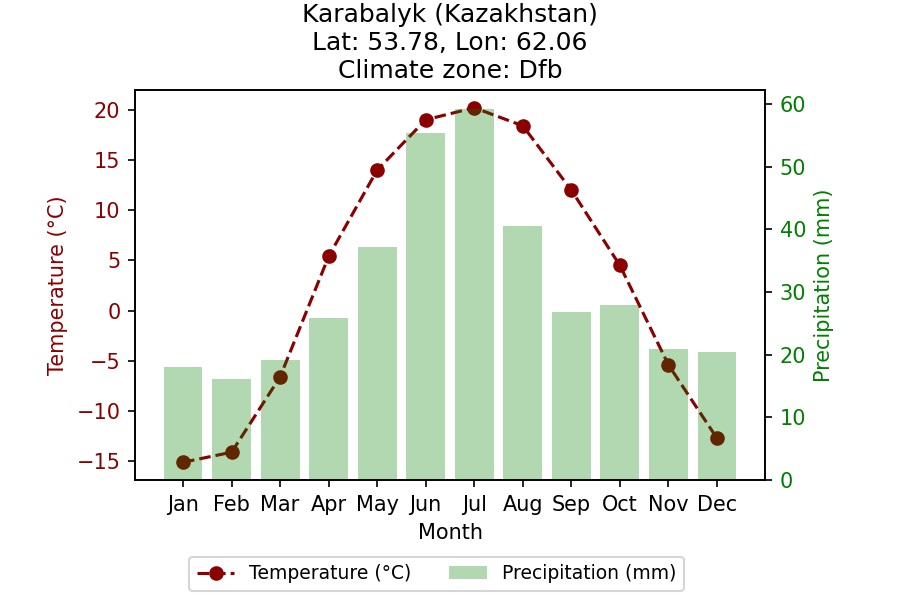 Karabalyk (Kazakhstan)
Lat: 53.78, Lon: 62.06
Climate zone: Dfb
20
15
10
5
0
−5
−10
−15
Temperature (°C)
60
50
40
30
20
10
0
Precipitation (mm)
Jan Feb Mar Apr May Jun Jul Aug Sep Oct Nov Dec
Month
Temperature (°C) Precipitation (mm)